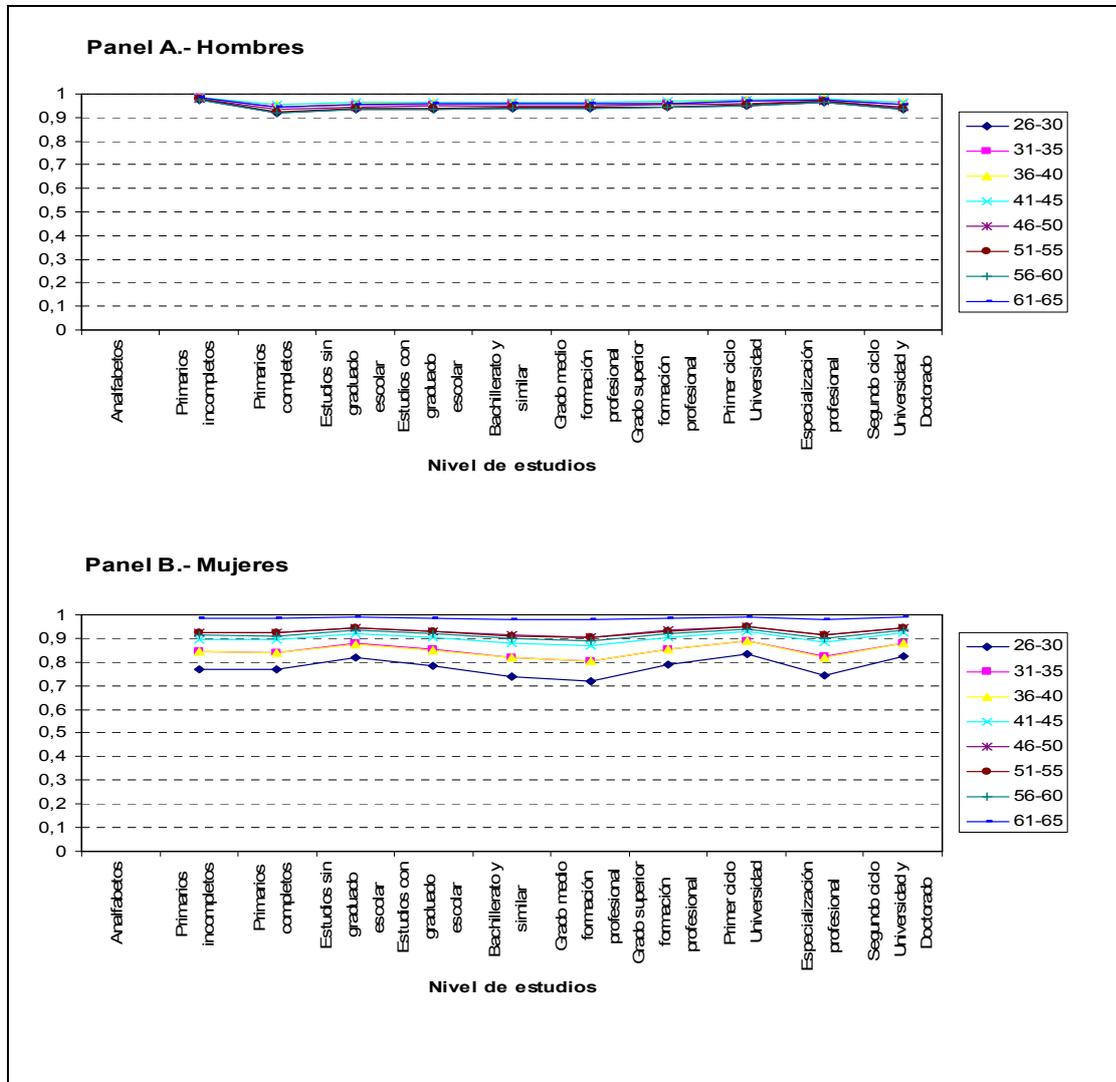 Panel A.- Hombres
1
0,9
0,8
0,7
0,6
0,5
0,4
0,3
0,2
0,1
0
26-30
31-35
36-40
41-45
46-50
51-55
56-60
61-65
Analfabetos
Primarios
incompletos
Primarios
completos
Estudios sin
graduado
escolar
Estudios con
graduado
escolar
Bachillerato y
similar
Grado medio
formación
profesional
Grado superior
formación
profesional
Primer ciclo
Universidad
Especialización
profesional
Segundo ciclo
Universidad y
Doctorado
Nivel de estudios
Panel B.- Mujeres
1
0,9
0,8
0,7
0,6
0,5
0,4
0,3
0,2
0,1
0
26-30
31-35
36-40
41-45
46-50
51-55
56-60
61-65
Analfabetos
Primarios
incompletos
Primarios
completos
Estudios sin
graduado
escolar
Estudios con
graduado
escolar
Bachillerato y
similar
Grado medio
formación
profesional
Grado superior
formación
profesional
Primer ciclo
Universidad
Especialización
profesional
Segundo ciclo
Universidad y
Doctorado
Nivel de estudios